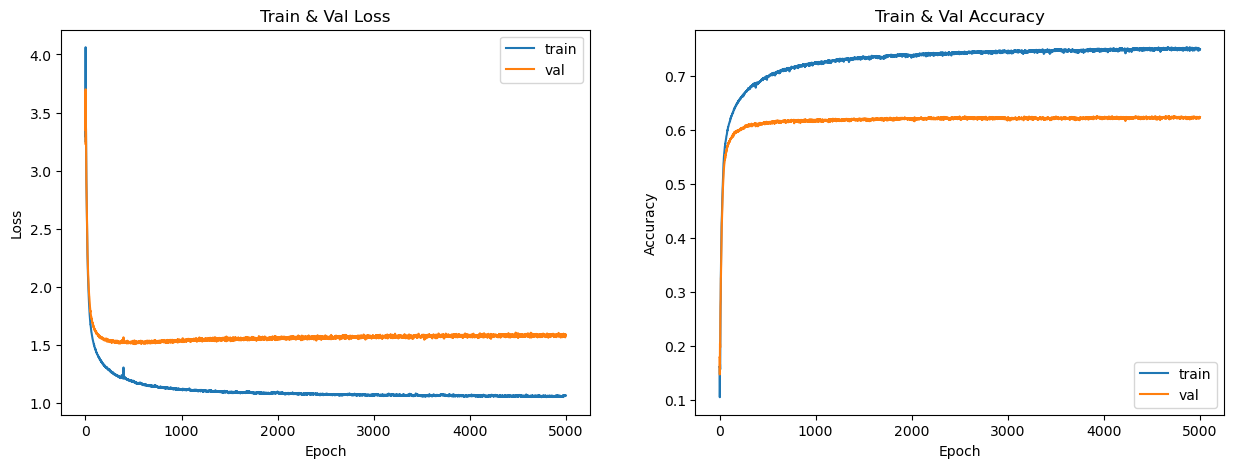 Train & Val Loss
4.0
3.5
3.0
2.5
2.0
1.5
1.0
Loss
0 1000 2000 3000 4000 5000
Epoch
train
val
Train & Val Accuracy
0.7
0.6
0.5
0.4
0.3
0.2
0.1
Accuracy
0 1000 2000 3000 4000 5000
Epoch
train
val